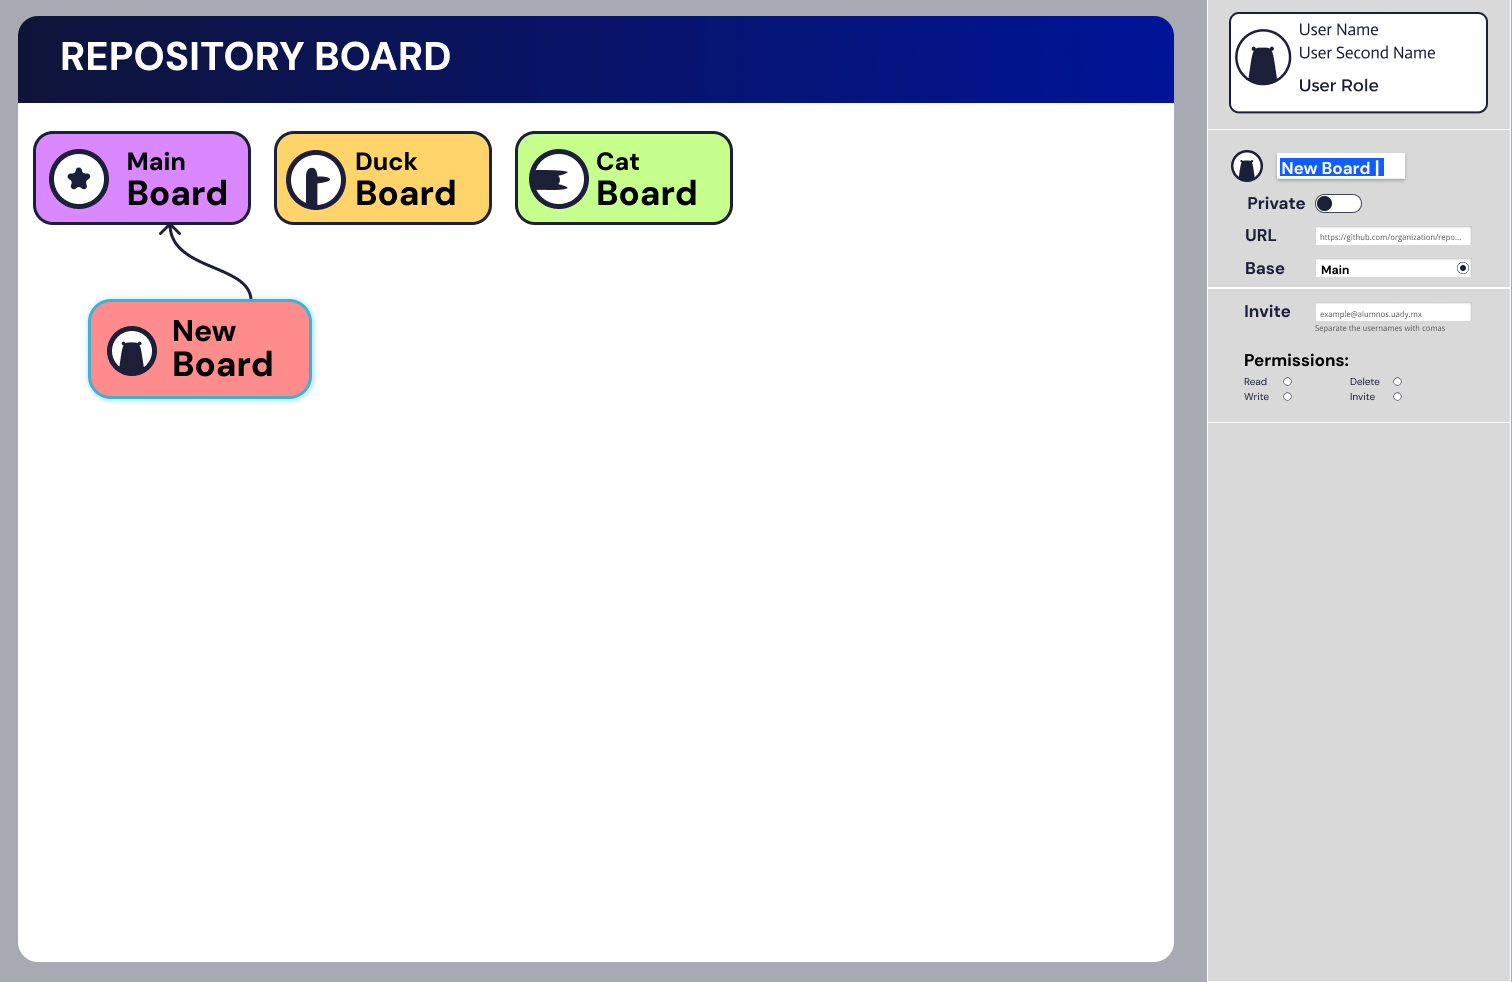 REPOSITORY BOARD
Main
Board
Duck
Board
Cat
Board
New
Board
User Name
User Second Name
User Role
New Board
Private
URL
https://github.com/organization/repo...
Base
Main
Invite
example@alumnos.uady.mx
Separate the usernames with comas
Permissions:
Read
Delete
Write
Invite